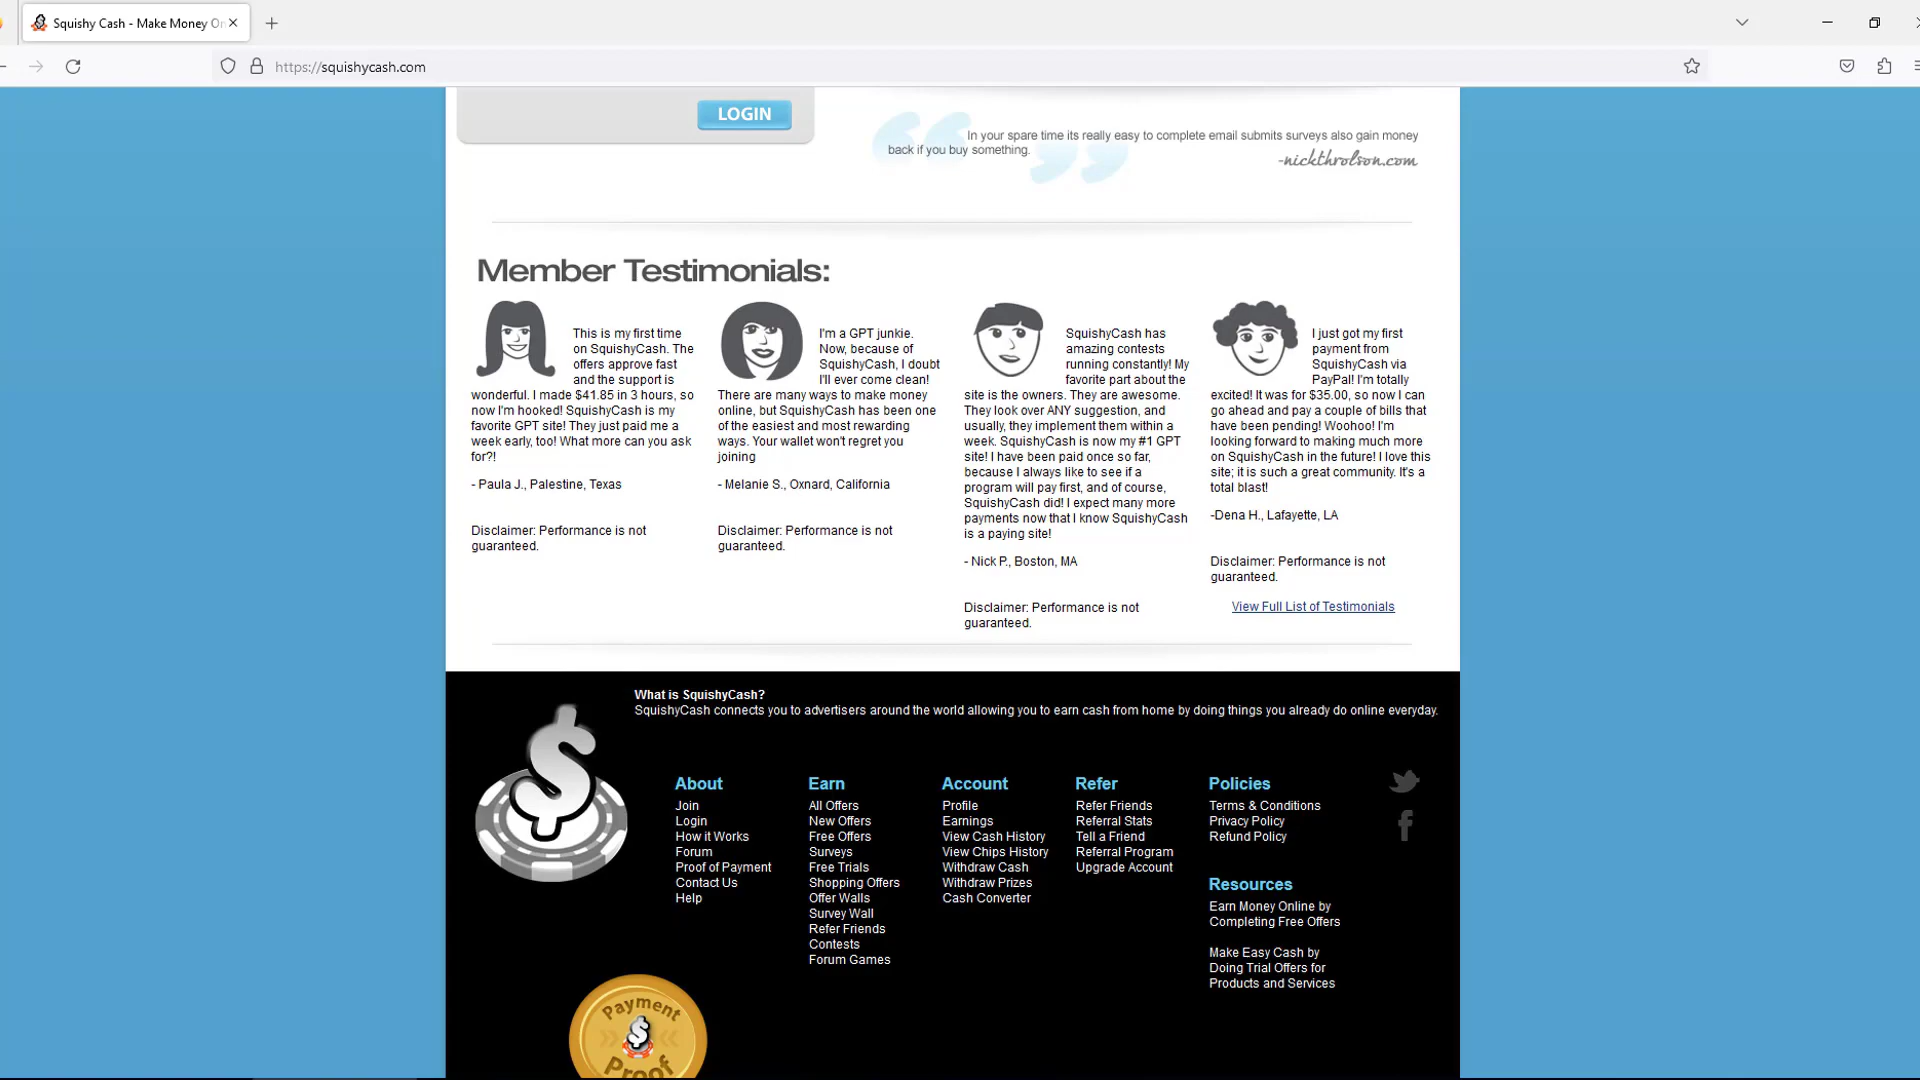 Squishy Cash - Make Money On
https://squishycash.com
LOGIN
In your spare time its really easy to complete email submits surveys also gain money
back if you buy something.
-nickthrolson.com
Member Testimonials:
This is my first time
on SquishyCash. The
offers approve fast
and the support is
wonderful. I made $41.85 in 3 hours, so
now I'm hooked! SquishyCash is my
favorite GPT site! They just paid me a
week early, too! What more can you ask
for?!
- Paula J., Palestine, Texas
Disclaimer: Performance is not
guaranteed.
I'm a GPT junkie.
Now, because of
SquishyCash, I doubt
I'll ever come clean!
There are many ways to make money
online, but SquishyCash has been one
of the easiest and most rewarding
ways. Your wallet won't regret you
joining
- Melanie S., Oxnard, California
Disclaimer: Performance is not
guaranteed.
SquishyCash has
amazing contests
running constantly! My
favorite part about the
site is the owners. They are awesome.
They look over ANY suggestion, and
usually, they implement them within a
week. SquishyCash is now my #1 GPT
site! I have been paid once so far,
because I always like to see if a
program will pay first, and of course,
SquishyCash did! I expect many more
payments now that I know SquishyCash
is a paying site!
- Nick P., Boston, MA
Disclaimer: Performance is not
guaranteed.
I just got my first
payment from
SquishyCash via
PayPal! I'm totally
excited! It was for $35.00, so now I can
go ahead and pay a couple of bills that
have been pending! Woohoo! I'm
looking forward to making much more
on SquishyCash in the future! I love this
site; it is such a great community. It's a
total blast!
-Dena H., Lafayette, LA
Disclaimer: Performance is not
guaranteed.
View Full List of Testimonials
What is SquishyCash?
SquishyCash connects you to advertisers around the world allowing you to earn cash from home by doing things you already do online everyday.
About
Join
Login
How it Works
Forum
Proof of Payment
Contact Us
Help
Earn
All Offers
New Offers
Free Offers
Surveys
Free Trials
Shopping Offers
Offer Walls
Survey Wall
Refer Friends
Contests
Forum Games
Account
Profile
Earnings
View Cash History
View Chips History
Withdraw Cash
Withdraw Prizes
Cash Converter
Refer
Refer Friends
Referral Stats
Tell a Friend
Referral Program
Upgrade Account
Policies
Terms & Conditions
Privacy Policy
Refund Policy
Resources
Earn Money Online by
Completing Free Offers
Make Easy Cash by
Doing Trial Offers for
Products and Services
Payment
Proof